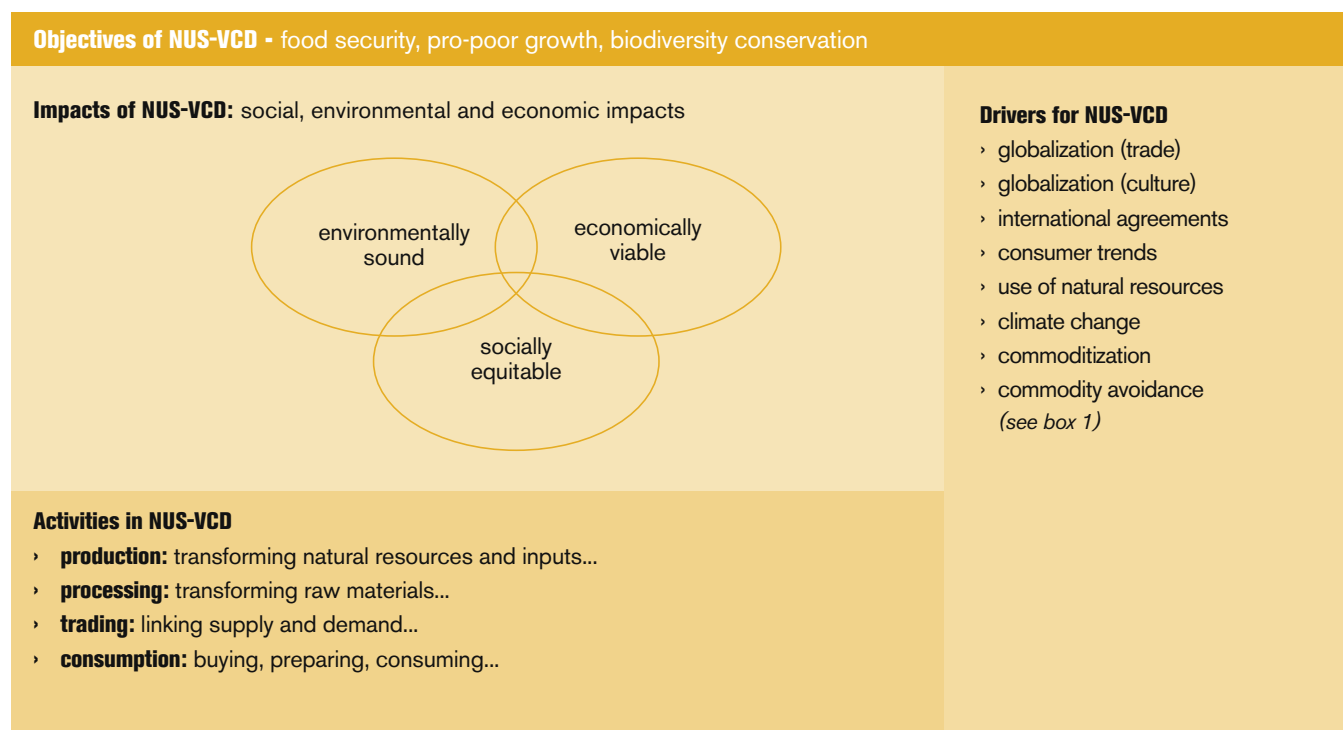 Objectives of NUS-VCD - food security, pro-poor growth, biodiversity conservation
Impacts of NUS-VCD: social, environmental and economic impacts
environmentally
sound
economically
viable
socially
equitable
Activities in NUS-VCD
› production: transforming natural resources and inputs...
› processing: transforming raw materials...
› trading: linking supply and demand...
› consumption: buying, preparing, consuming...
Drivers for NUS-VCD
› globalization (trade)
› globalization (culture)
› international agreements
› consumer trends
› use of natural resources
› climate change
› commoditization
› commodity avoidance
(see box 1)